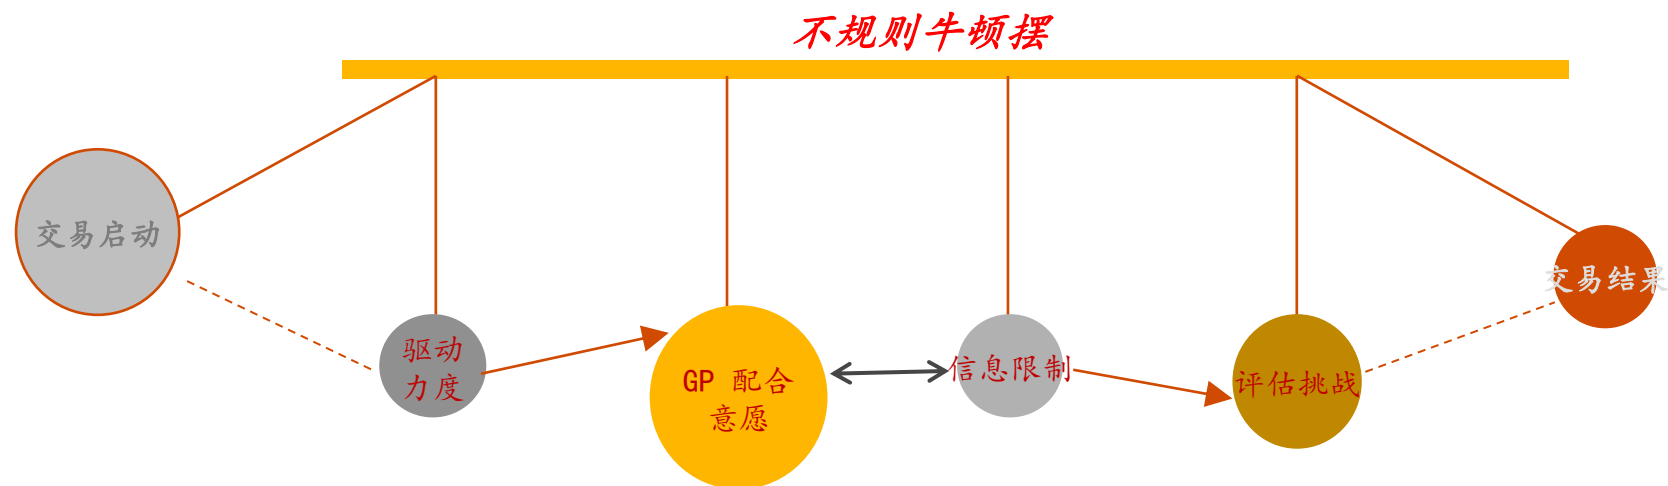 不规则牛顿摆
交易启动
驱动
力度
GP 配合
意愿
信息限制
评估挑战
交易结果